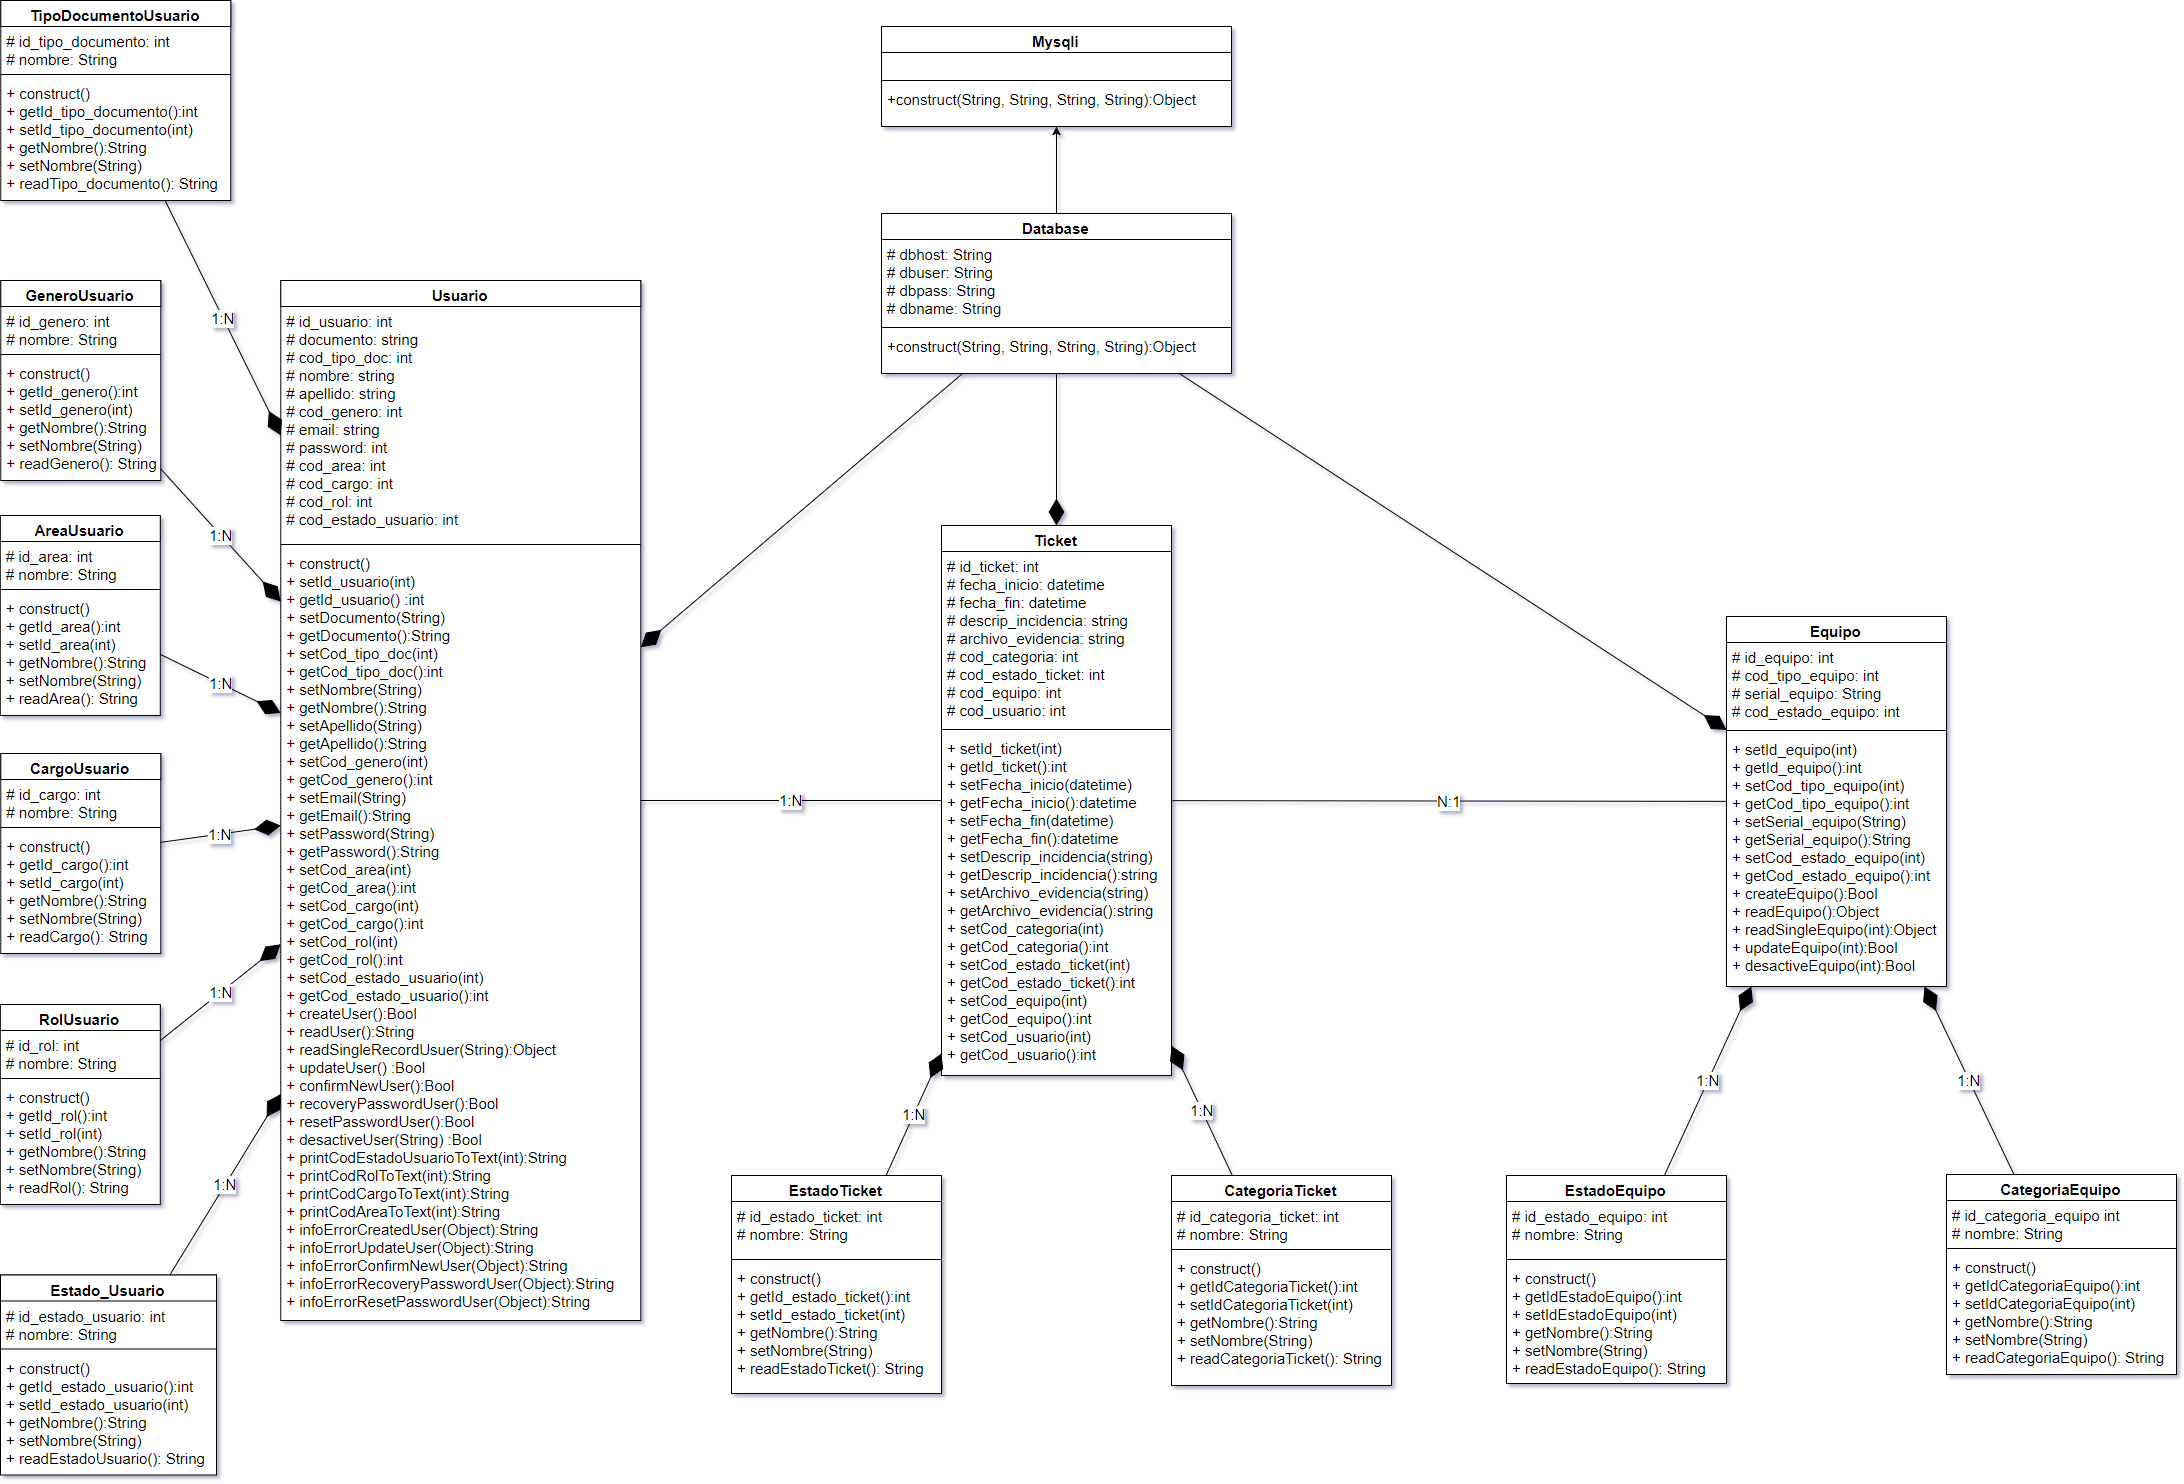 TipoDocumentoUsuario
# id_tipo_documento: int
# nombre: String
+ construct()
+ getId_tipo_documento():int
+ setId_tipo_documento(int)
+ getNombre():String
+ setNombre(String)
+ readTipo_documento(): String
Mysqli
+construct(String, String, String, String):Object
Database
# dbhost: String
# dbuser: String
# dbpass: String
# dbname: String
+construct(String, String, String, String):Object
GeneroUsuario
# id_genero: int
# nombre: String
+ construct()
+ getId_genero():int
+ setId_genero(int)
+ getNombre():String
+ setNombre(String)
+ readGenero(): String
AreaUsuario
# id_area: int
# nombre: String
+ construct()
+ getId_area():int
+ setId_area(int)
+ getNombre():String
+ setNombre(String)
+ readArea(): String
CargoUsuario
# id_cargo: int
# nombre: String
+ construct()
+ getId_cargo():int
+ setId_cargo(int)
+ getNombre():String
+ setNombre(String)
+ readCargo(): String
RolUsuario
# id_rol: int
# nombre: String
+ construct()
+ getId_rol():int
+ setId_rol(int)
+ getNombre():String
+ setNombre(String)
+ readRol(): String
Estado_Usuario
# id_estado_usuario: int
# nombre: String
+ construct()
+ getId_estado_usuario():int
+ setId_estado_usuario(int)
+ getNombre():String
+ setNombre(String)
+ readEstadoUsuario(): String
1:N
1:N
1:N
1:N
1:N
1:N
Usuario
# id_usuario: int
# documento: string
# cod_tipo_doc: int
# nombre: string
# apellido: string
# cod_genero: int
# email: string
# password: int
# cod_area: int
# cod_cargo: int
# cod_rol: int
# cod_estado_usuario: int
+ construct()
+ setId_usuario(int)
+ getId_usuario() :int
+ setDocumento(String)
+ getDocumento():String
+ setCod_tipo_doc(int)
+ getCod_tipo_doc():int
+ setNombre(String)
+ getNombre():String
+ setApellido(String)
+ getApellido():String
+ setCod_genero(int)
+ getCod_genero():int
+ setEmail(String)
+ getEmail():String
+ setPassword(String)
+ getPassword():String
+ setCod_area(int)
+ getCod_area():int
+ setCod_cargo(int)
+ getCod_cargo():int
+ setCod_rol(int)
+ getCod_rol():int
+ setCod_estado_usuario(int)
+ getCod_estado_usuario():int
+ createUser():Bool
+ readUser():String
+ readSingleRecordUsuer(String):Object
+ updateUser() :Bool
+ confirmNewUser():Bool
+ recoveryPasswordUser():Bool
+ resetPasswordUser():Bool
+ desactiveUser(String) :Bool
+ printCodEstadoUsuarioToText(int):String
+ printCodRolToText(int):String
+ printCodCargoToText(int):String
+ printCodAreaToText(int):String
+ infoErrorCreatedUser(Object):String
+ infoErrorUpdateUser(Object):String
+ infoErrorConfirmNewUser(Object):String
+ infoErrorRecoveryPasswordUser(Object):String
+ infoErrorResetPasswordUser(Object):String
1:N
Ticket
# id_ticket: int
# fecha_inicio: datetime
# fecha_fin: datetime
# descrip_incidencia: string
# archivo_evidencia: string
# cod_categoria: int
# cod_estado_ticket: int
# cod_equipo: int
# cod_usuario: int
+ setId_ticket(int)
+ getId_ticket():int
+ setFecha_inicio(datetime)
+ getFecha_inicio():datetime
+ setFecha_fin(datetime)
+ getFecha_fin():datetime
+ setDescrip_incidencia(string)
+ getDescrip_incidencia():string
+ setArchivo_evidencia(string)
+ getArchivo_evidencia():string
+ setCod_categoria(int)
+ getCod_categoria():int
+ setCod_estado_ticket(int)
+ getCod_estado_ticket():int
+ setCod_equipo(int)
+ getCod_equipo():int
+ setCod_usuario(int)
+ getCod_usuario():int
N:1
Equipo
# id_equipo: int
# cod_tipo_equipo: int
# serial_equipo: String
# cod_estado_equipo: int
+ setId_equipo(int)
+ getId_equipo():int
+ setCod_tipo_equipo(int)
+ getCod_tipo_equipo():int
+ setSerial_equipo(String)
+ getSerial_equipo():String
+ setCod_estado_equipo(int)
+ getCod_estado_equipo():int
+ createEquipo():Bool
+ readEquipo():Object
+ readSingleEquipo(int):Object
+ updateEquipo(int):Bool
+ desactiveEquipo(int):Bool
1:N
1:N
1:N
1:N
EstadoTicket
# id_estado_ticket: int
# nombre: String
+ construct()
+ getId_estado_ticket():int
+ setId_estado_ticket(int)
+ getNombre():String
+ setNombre(String)
+ readEstadoTicket(): String
CategoriaTicket
# id_categoria_ticket: int
# nombre: String
+ construct()
+ getIdCategoriaTicket():int
+ setIdCategoriaTicket(int)
+ getNombre():String
+ setNombre(String)
+ readCategoriaTicket(): String
EstadoEquipo
# id_estado_equipo: int
# nombre: String
+ construct()
+ getIdEstadoEquipo():int
+ setIdEstadoEquipo(int)
+ getNombre():String
+ setNombre(String)
+ readEstadoEquipo(): String
CategoriaEquipo
# id_categoria_equipo int
# nombre: String
+ construct()
+ getIdCategoriaEquipo():int
+ setIdCategoriaEquipo(int)
+ getNombre():String
+ setNombre(String)
+ readCategoriaEquipo(): String